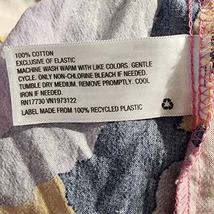 100% COTTON
EXCLUSIVE OF ELASTIC
MACHINE WASH WARM WITH LIKE COLORS. GENTLE
CYCLE. ONLY NON-CHLORINE BLEACH IF NEEDED.
TUMBLE DRY MEDIUM. REMOVE PROMPTLY. COOL
IRON IF NEEDED.
RN17730 VN1973122
LABEL MADE FROM 100% RECYCLED PLASTIC